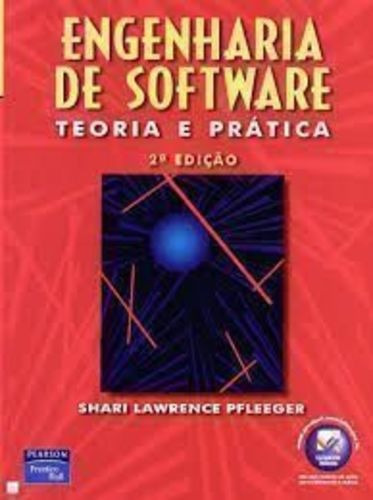 ENGENHARIA
DE SOFTWARE
TEORIA E PRÁTICA
2ª EDIÇÃO
SHARI LAWRENCE PFLEEGER
PEARSON
Prentice
Hall